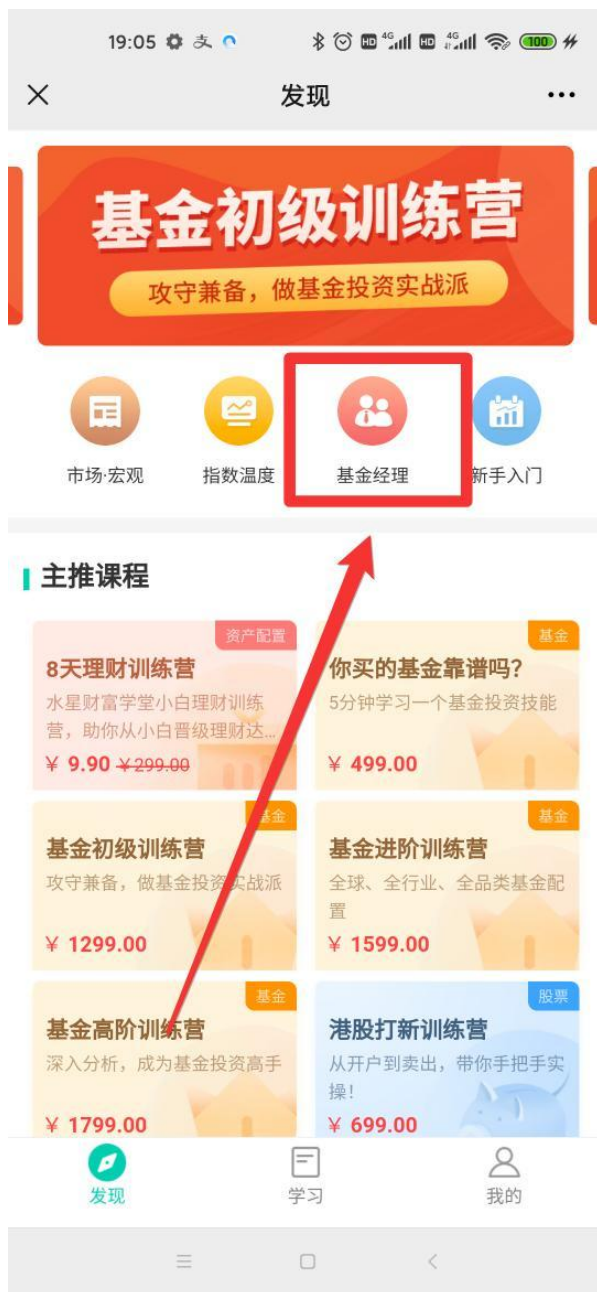 19:05 支 HD 4G HD 4G 100
发现
基金初级训练营
攻守兼备，做基金投资实战派
市场·宏观 指数温度 基金经理 新手入门
主推课程
资产配置 基金
8天理财训练营 你买的基金靠谱吗？
水星财富学堂小白理财训练 5分钟学习一个基金投资技能
营，助你从小白晋级理财达...
¥ 9.90 ¥299.00 ¥ 499.00
基金 基金
基金初级训练营 基金进阶训练营
攻守兼备，做基金投资实战派 全球、全行业、全品类基金配
置
¥ 1299.00 ¥ 1599.00
基金 股票
基金高阶训练营 港股打新训练营
深入分析，成为基金投资高手 从开户到卖出，带你手把手实
操！
¥ 1799.00 ¥ 699.00
发现 学习 我的